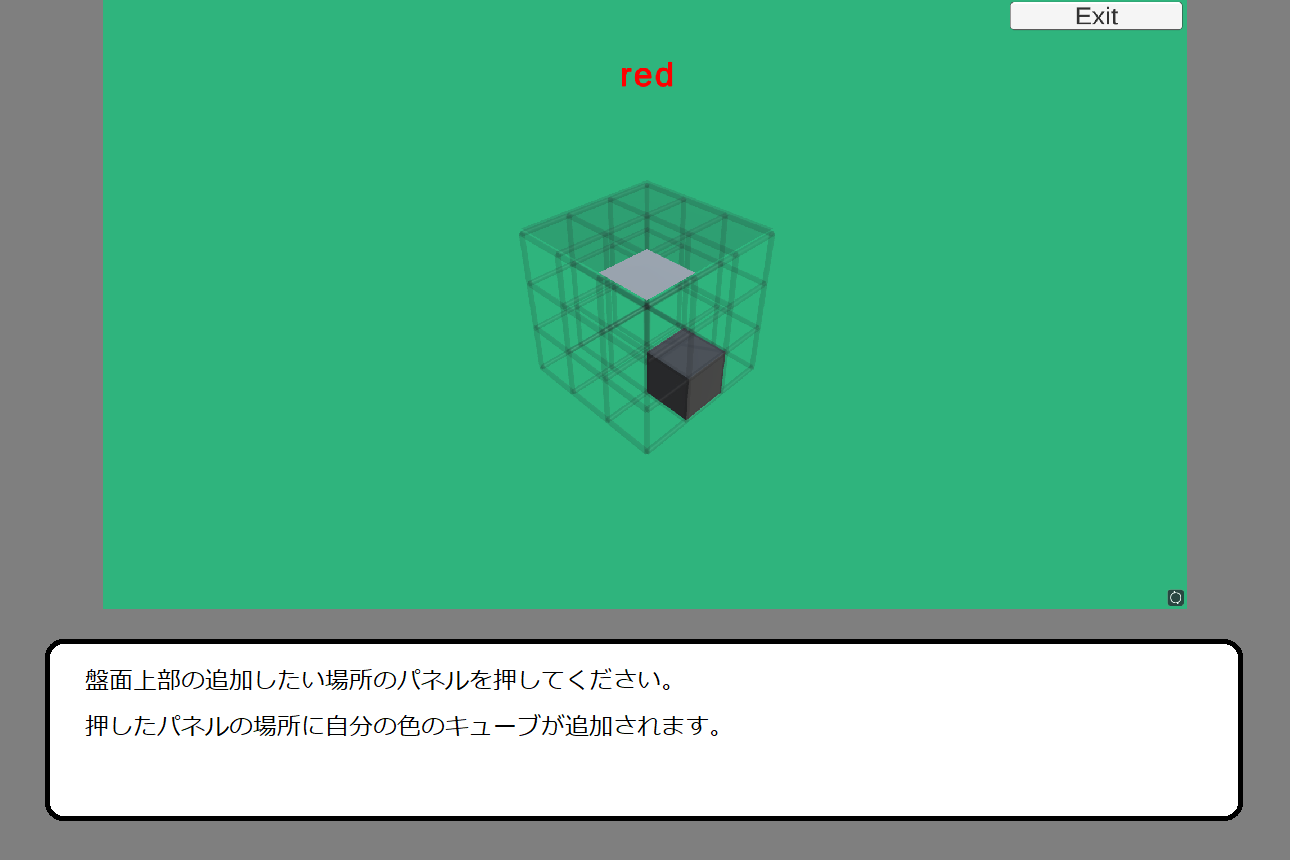 Exit
red
盤面上部の追加したい場所のパネルを押してください。
押したパネルの場所に自分の色のキューブが追加されます。